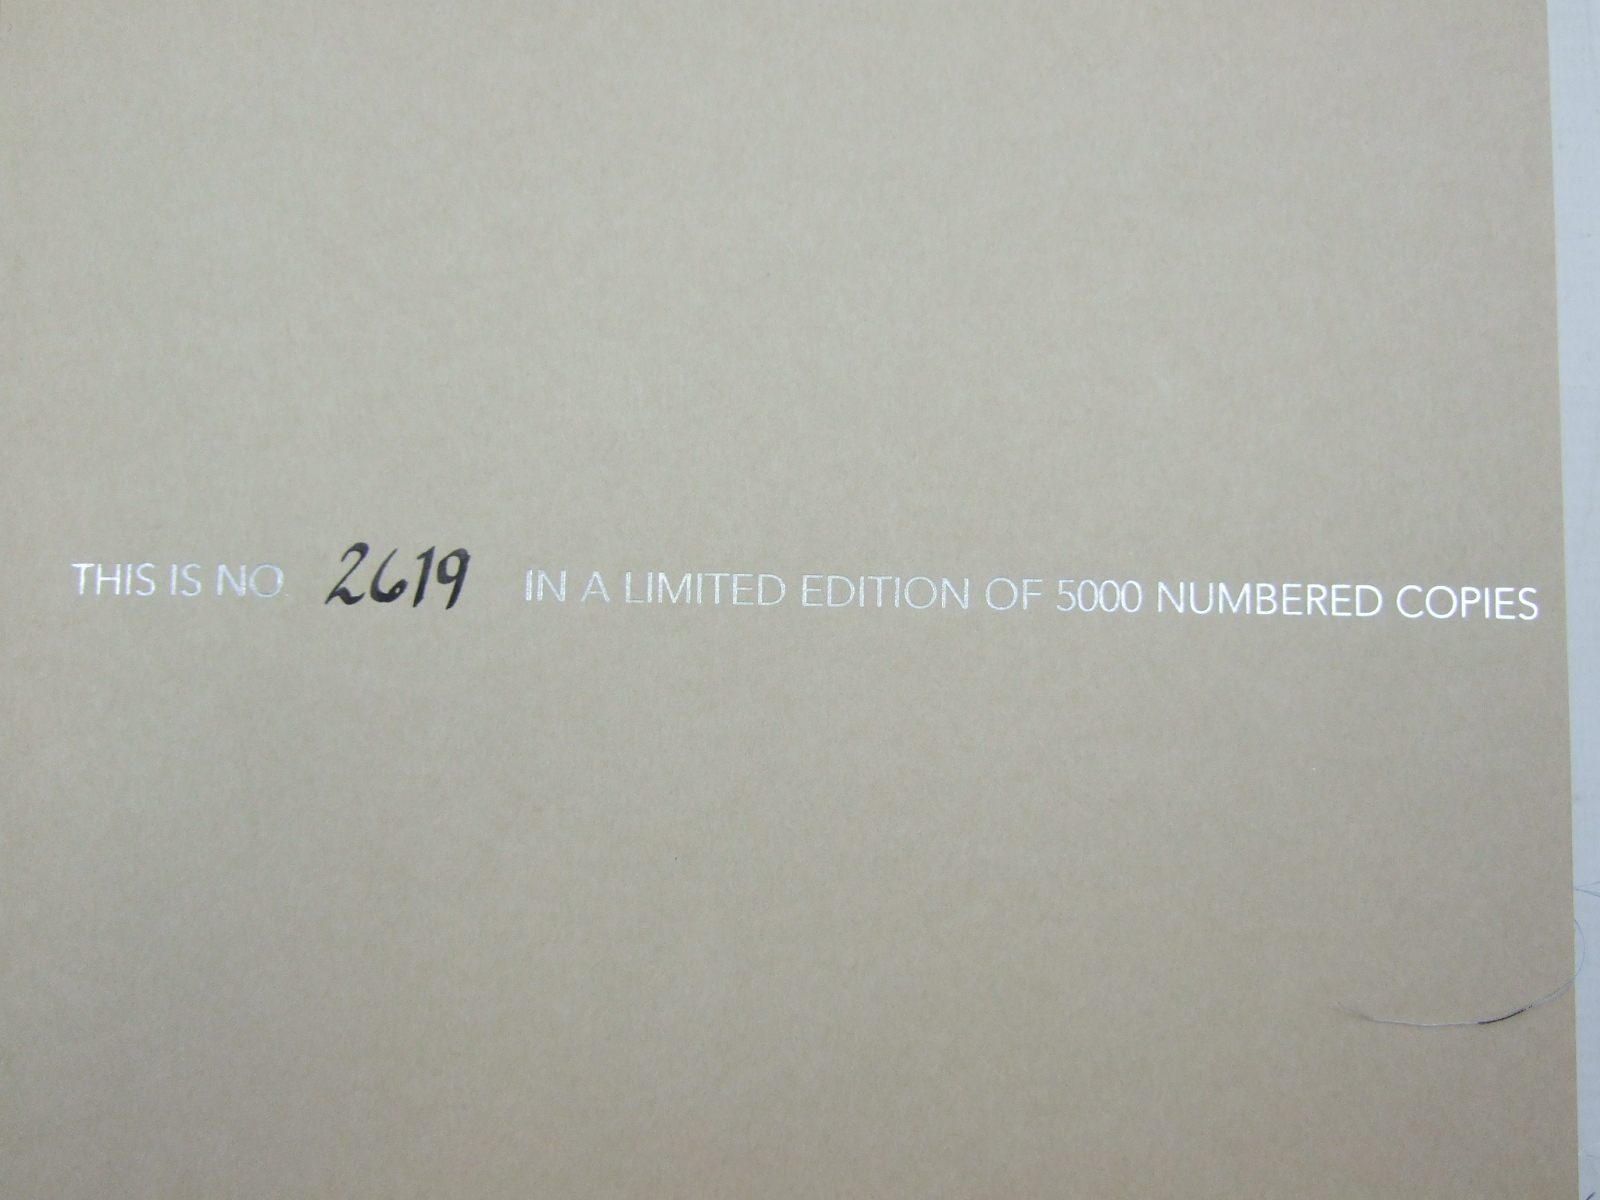 THIS IS NO. 2619 IN A LIMITED EDITION OF 5000 NUMBERED COPIES